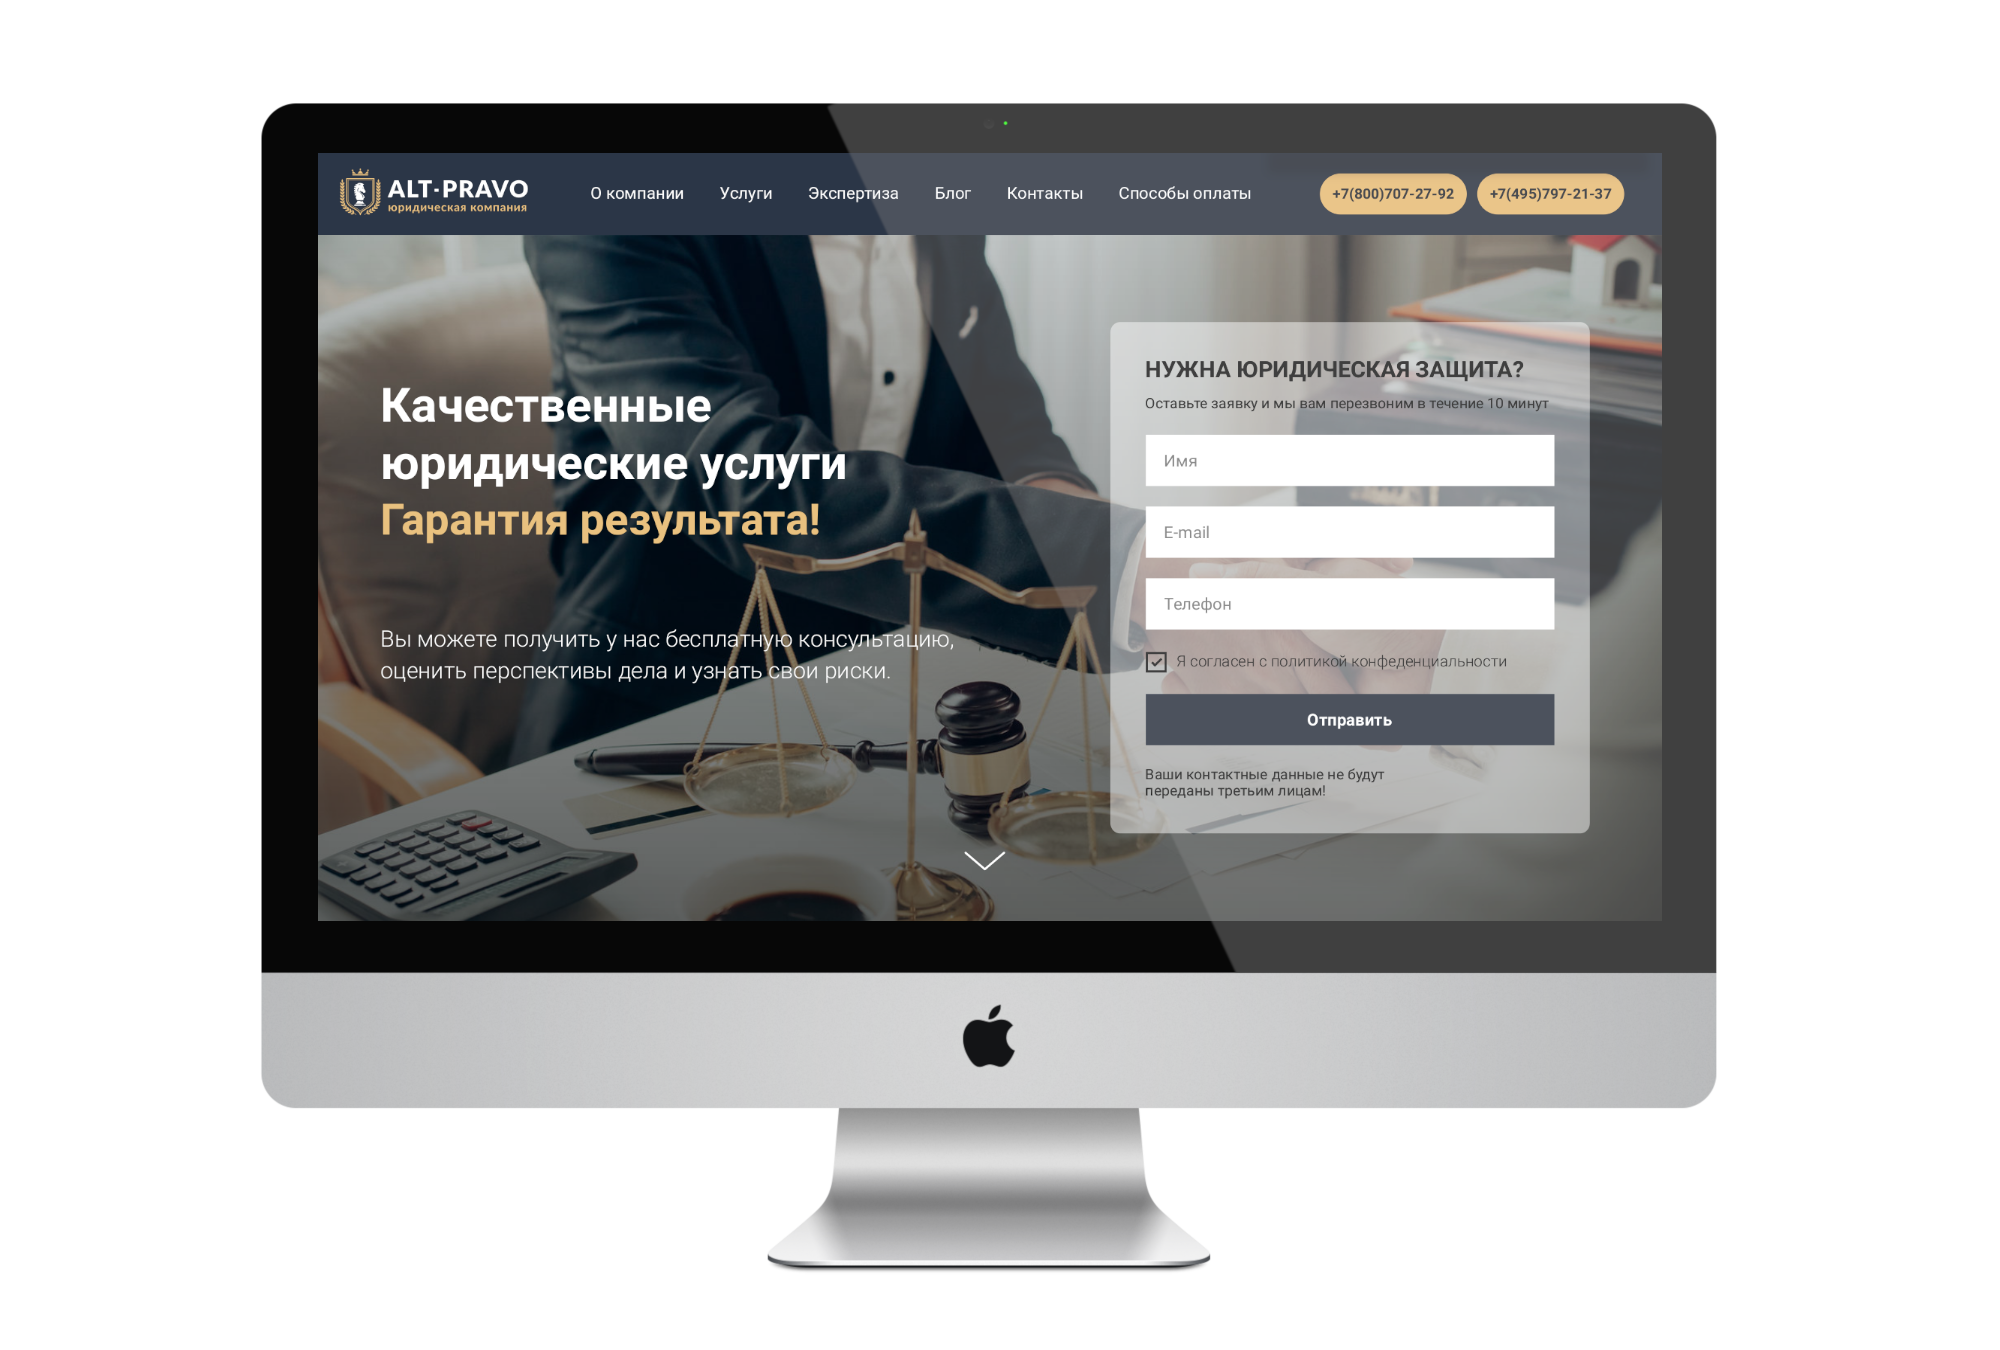 ALT-PRAVO
юридическая компания
О компании
Услуги
Экспертиза
Блог
Контакты
Способы оплаты
+7(800)707-27-92
+7(495)797-21-37
Качественные
юридические услуги
Гарантия результата!
Вы можете получить у нас бесплатную консультацию,
оценить перспективы дела и узнать свои риски.
НУЖНА ЮРИДИЧЕСКАЯ ЗАЩИТА?
Оставьте заявку и мы вам перезвоним в течение 10 минут
Имя
E-mail
Телефон
Я согласен с политикой конфеденциальности
Отправить
Ваши контактные данные не будут
переданы третьим лицам!